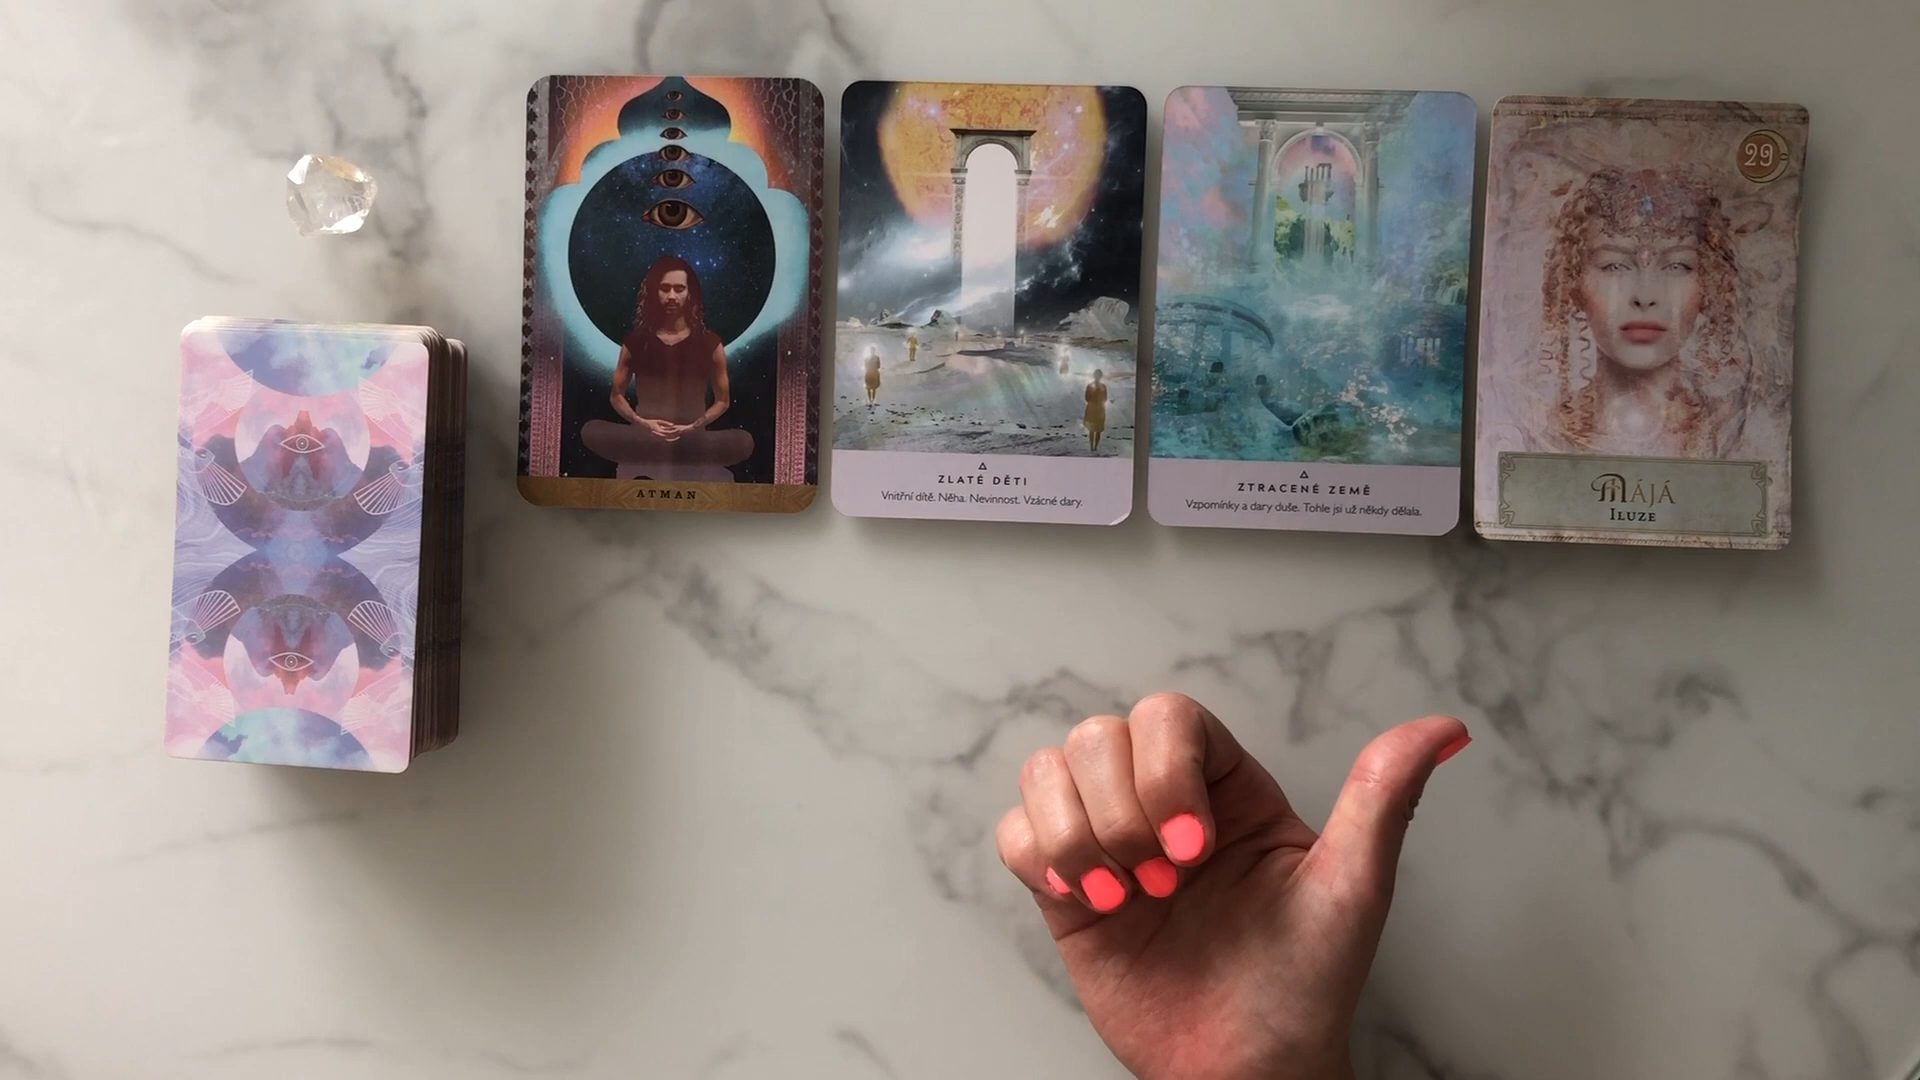 ATMAN
ZLATÉ DĚTI
Vnitřní dítě. Něha. Nevinnost. Vzácné dary.
ZTRACENÉ ZEMĚ
Vzpomínky a dary duše. Tohle jsi už někdy dělala.
29
MÁJÁ
ILUZE